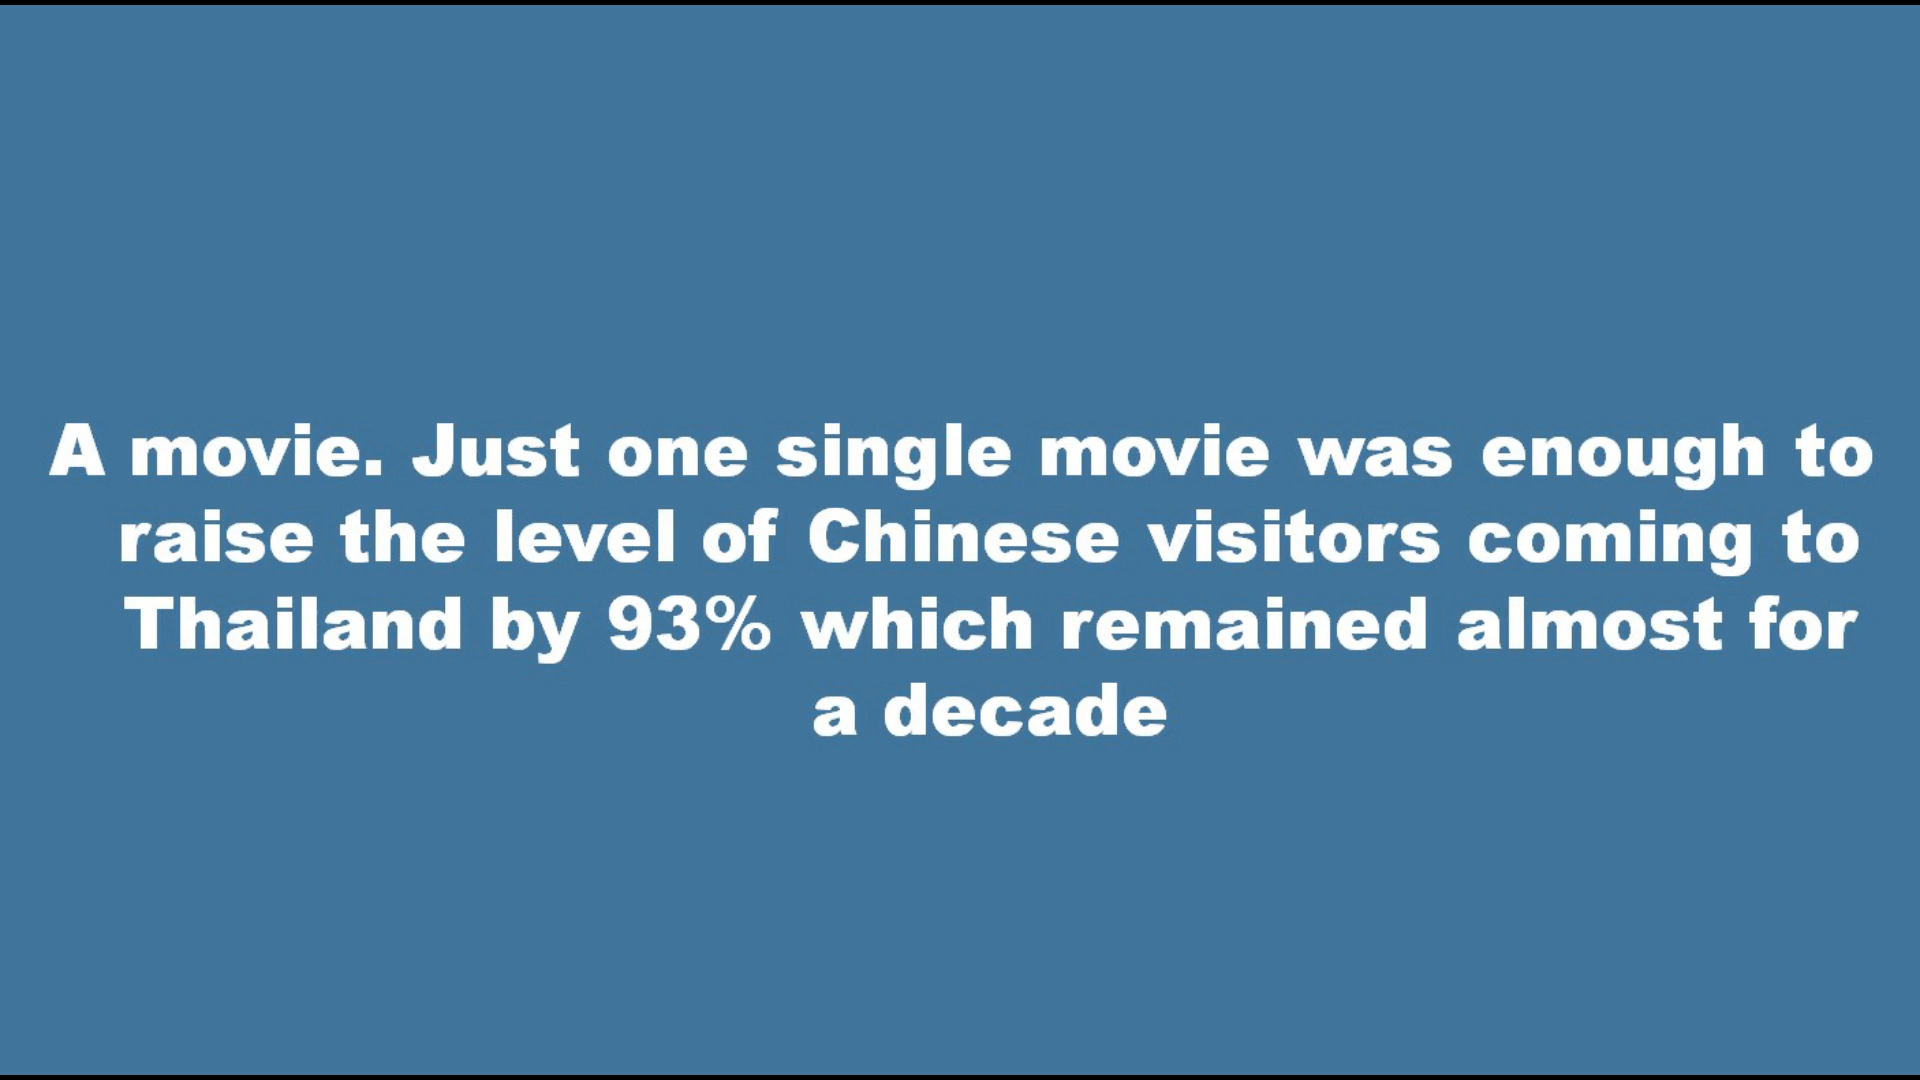 A movie. Just one single movie was enough to
raise the level of Chinese visitors coming to
Thailand by 93% which remained almost for
a decade